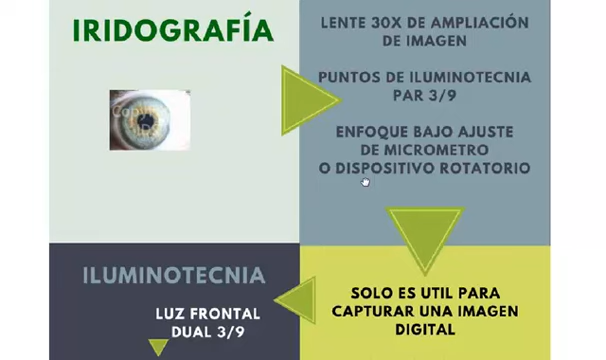 IRIDOGRAFÍA
LENTE 30X DE AMPLIACIÓN
DE IMAGEN
PUNTOS DE ILUMINOTECNIA
PAR 3/9
ENFOQUE BAJO AJUSTE
DE MICROMETRO
O DISPOSITIVO ROTATORIO
SOLO ES UTIL PARA
CAPTURAR UNA IMAGEN
DIGITAL
ILUMINOTECNIA
LUZ FRONTAL
DUAL 3/9